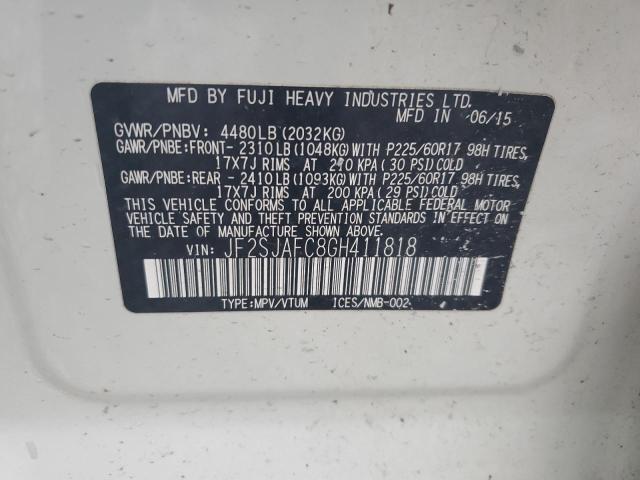 MFD BY FUJI HEAVY INDUSTRIES LTD.
MFD IN 06/15
GVWR/PNBV: 4480LB(2032KG)
GAWR/PNBE:FRONT- 2310LB(1048KG)WITH P225/60R17 98H TIRES,
17X7J RIMS AT 210 KPA (30 PSI)COLD
GAWR/PNBE:REAR - 2410LB(1093KG)WITH P225/60R17 98H TIRES,
17X7J RIMS AT 200 KPA (29 PSI)COLD
THIS VEHICLE CONFORMS TO ALL APPLICABLE FEDERAL MOTOR
VEHICLE SAFETY AND THEFT PREVENTION STANDARDS IN EFFECT ON
THE DATE OF MANUFACTURE SHOWN ABOVE.
VIN: JF2SJAFC8GH411818
TYPE:MPV/VTUM ICES/NMB-002